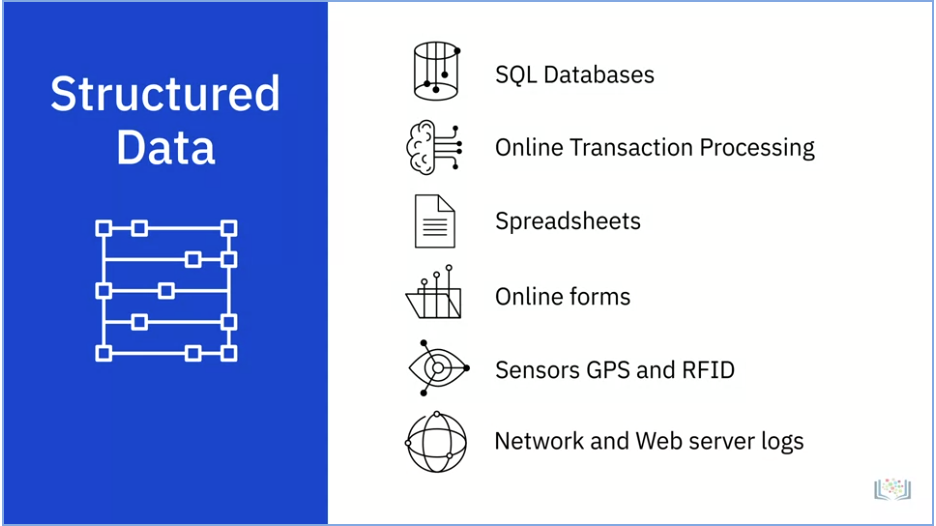 Structured
Data
SQL Databases
Online Transaction Processing
Spreadsheets
Online forms
Sensors GPS and RFID
Network and Web server logs